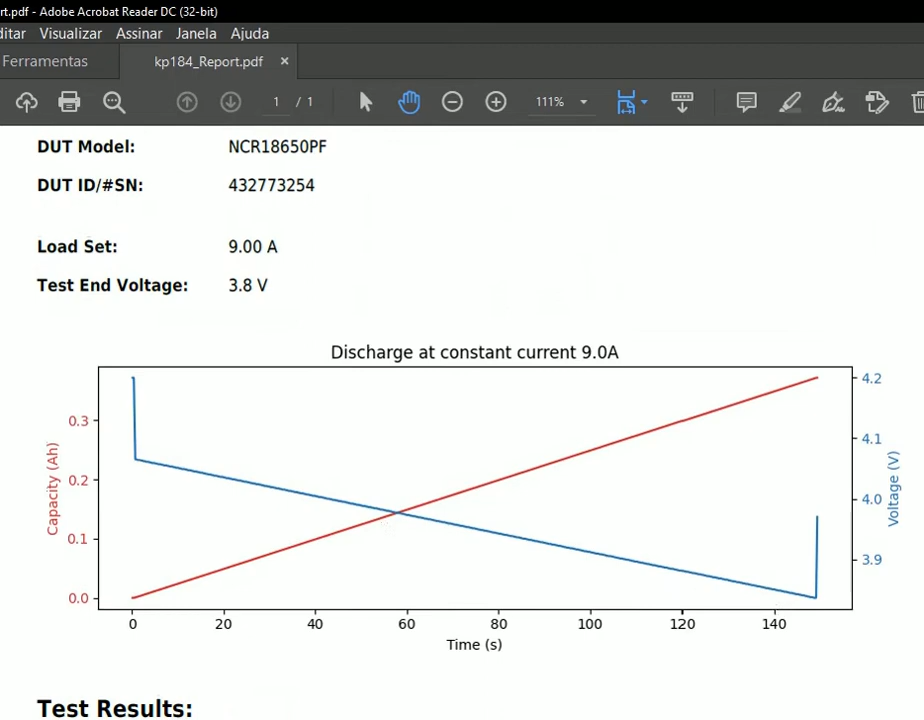 rt.pdf - Adobe Acrobat Reader DC (32-bit)
ditar Visualizar Assinar Janela Ajuda
Ferramentas kp184_Report.pdf ×
1 / 1 111%
DUT Model: NCR18650PF
DUT ID/#SN: 432773254
Load Set: 9.00 A
Test End Voltage: 3.8 V
Discharge at constant current 9.0A
Capacity (Ah)
0.3
0.2
0.1
0.0
4.2
4.1
4.0
3.9
Voltage (V)
0 20 40 60 80 100 120 140
Time (s)
Test Results: